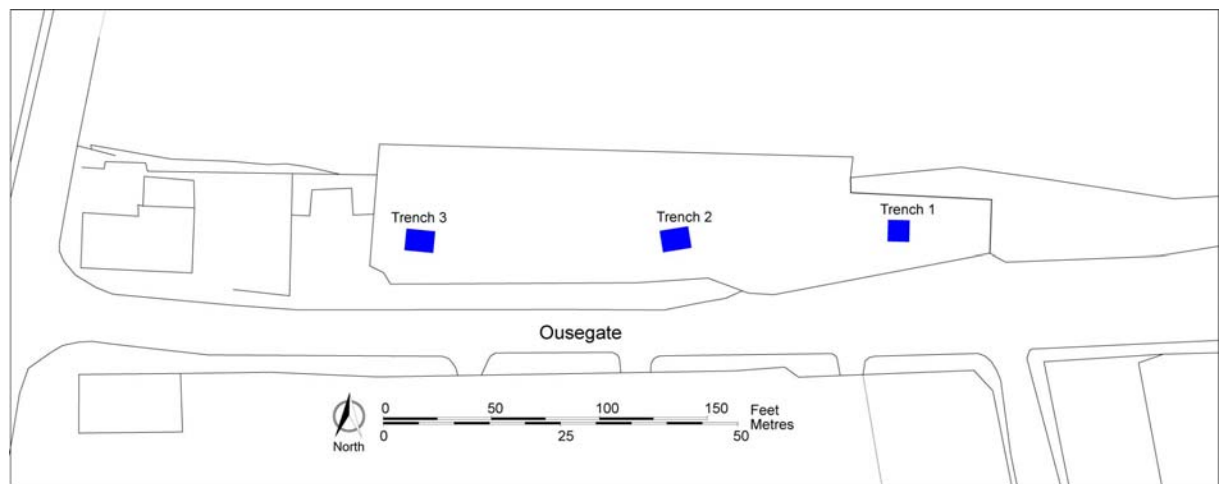 Trench 3
Trench 2
Trench 1
Ousegate
0 50 100 150 Feet
Metres
0 25 50
North